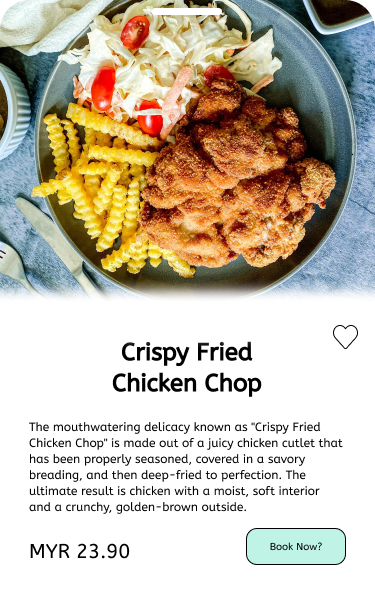 Crispy Fried
Chicken Chop
The mouthwatering delicacy known as "Crispy Fried
Chicken Chop" is made out of a juicy chicken cutlet that
has been properly seasoned, covered in a savory
breading, and then deep-fried to perfection. The
ultimate result is chicken with a moist, soft interior
and a crunchy, golden-brown outside.
MYR 23.90
Book Now?